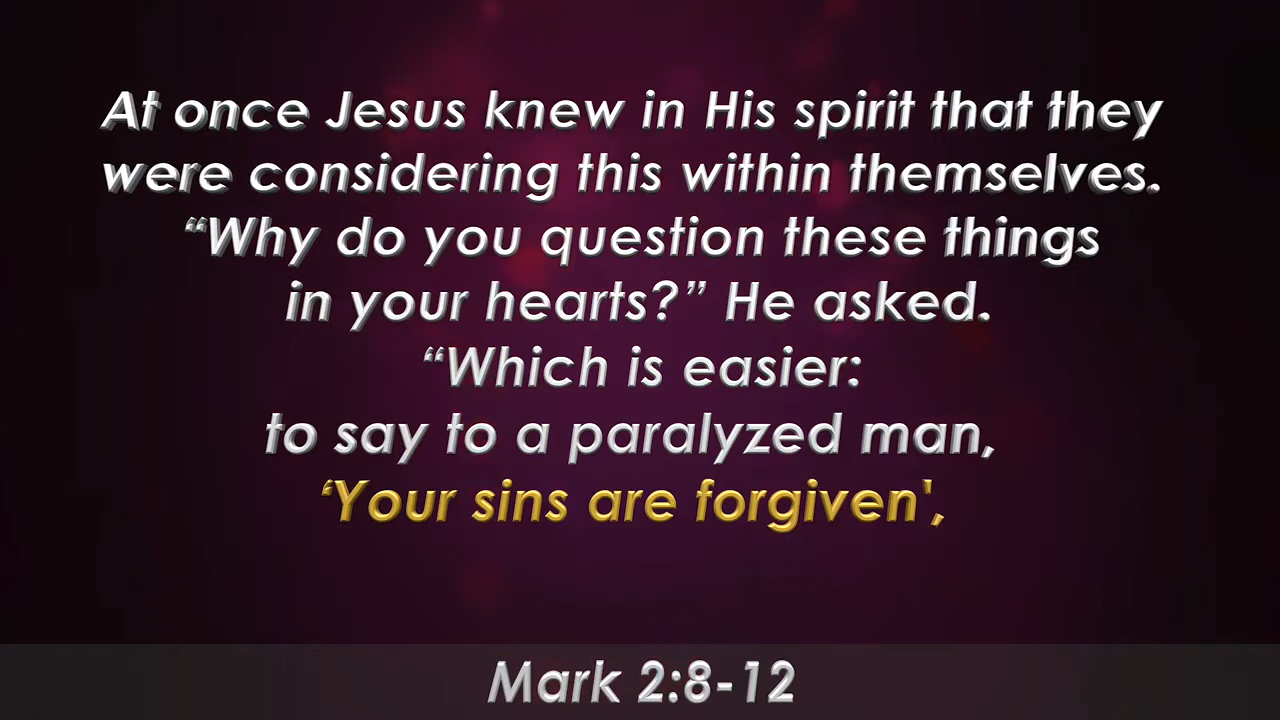 At once Jesus knew in His spirit that they
were considering this within themselves.
“Why do you question these things
in your hearts?” He asked.
“Which is easier:
to say to a paralyzed man,
‘Your sins are forgiven',
Mark 2:8-12